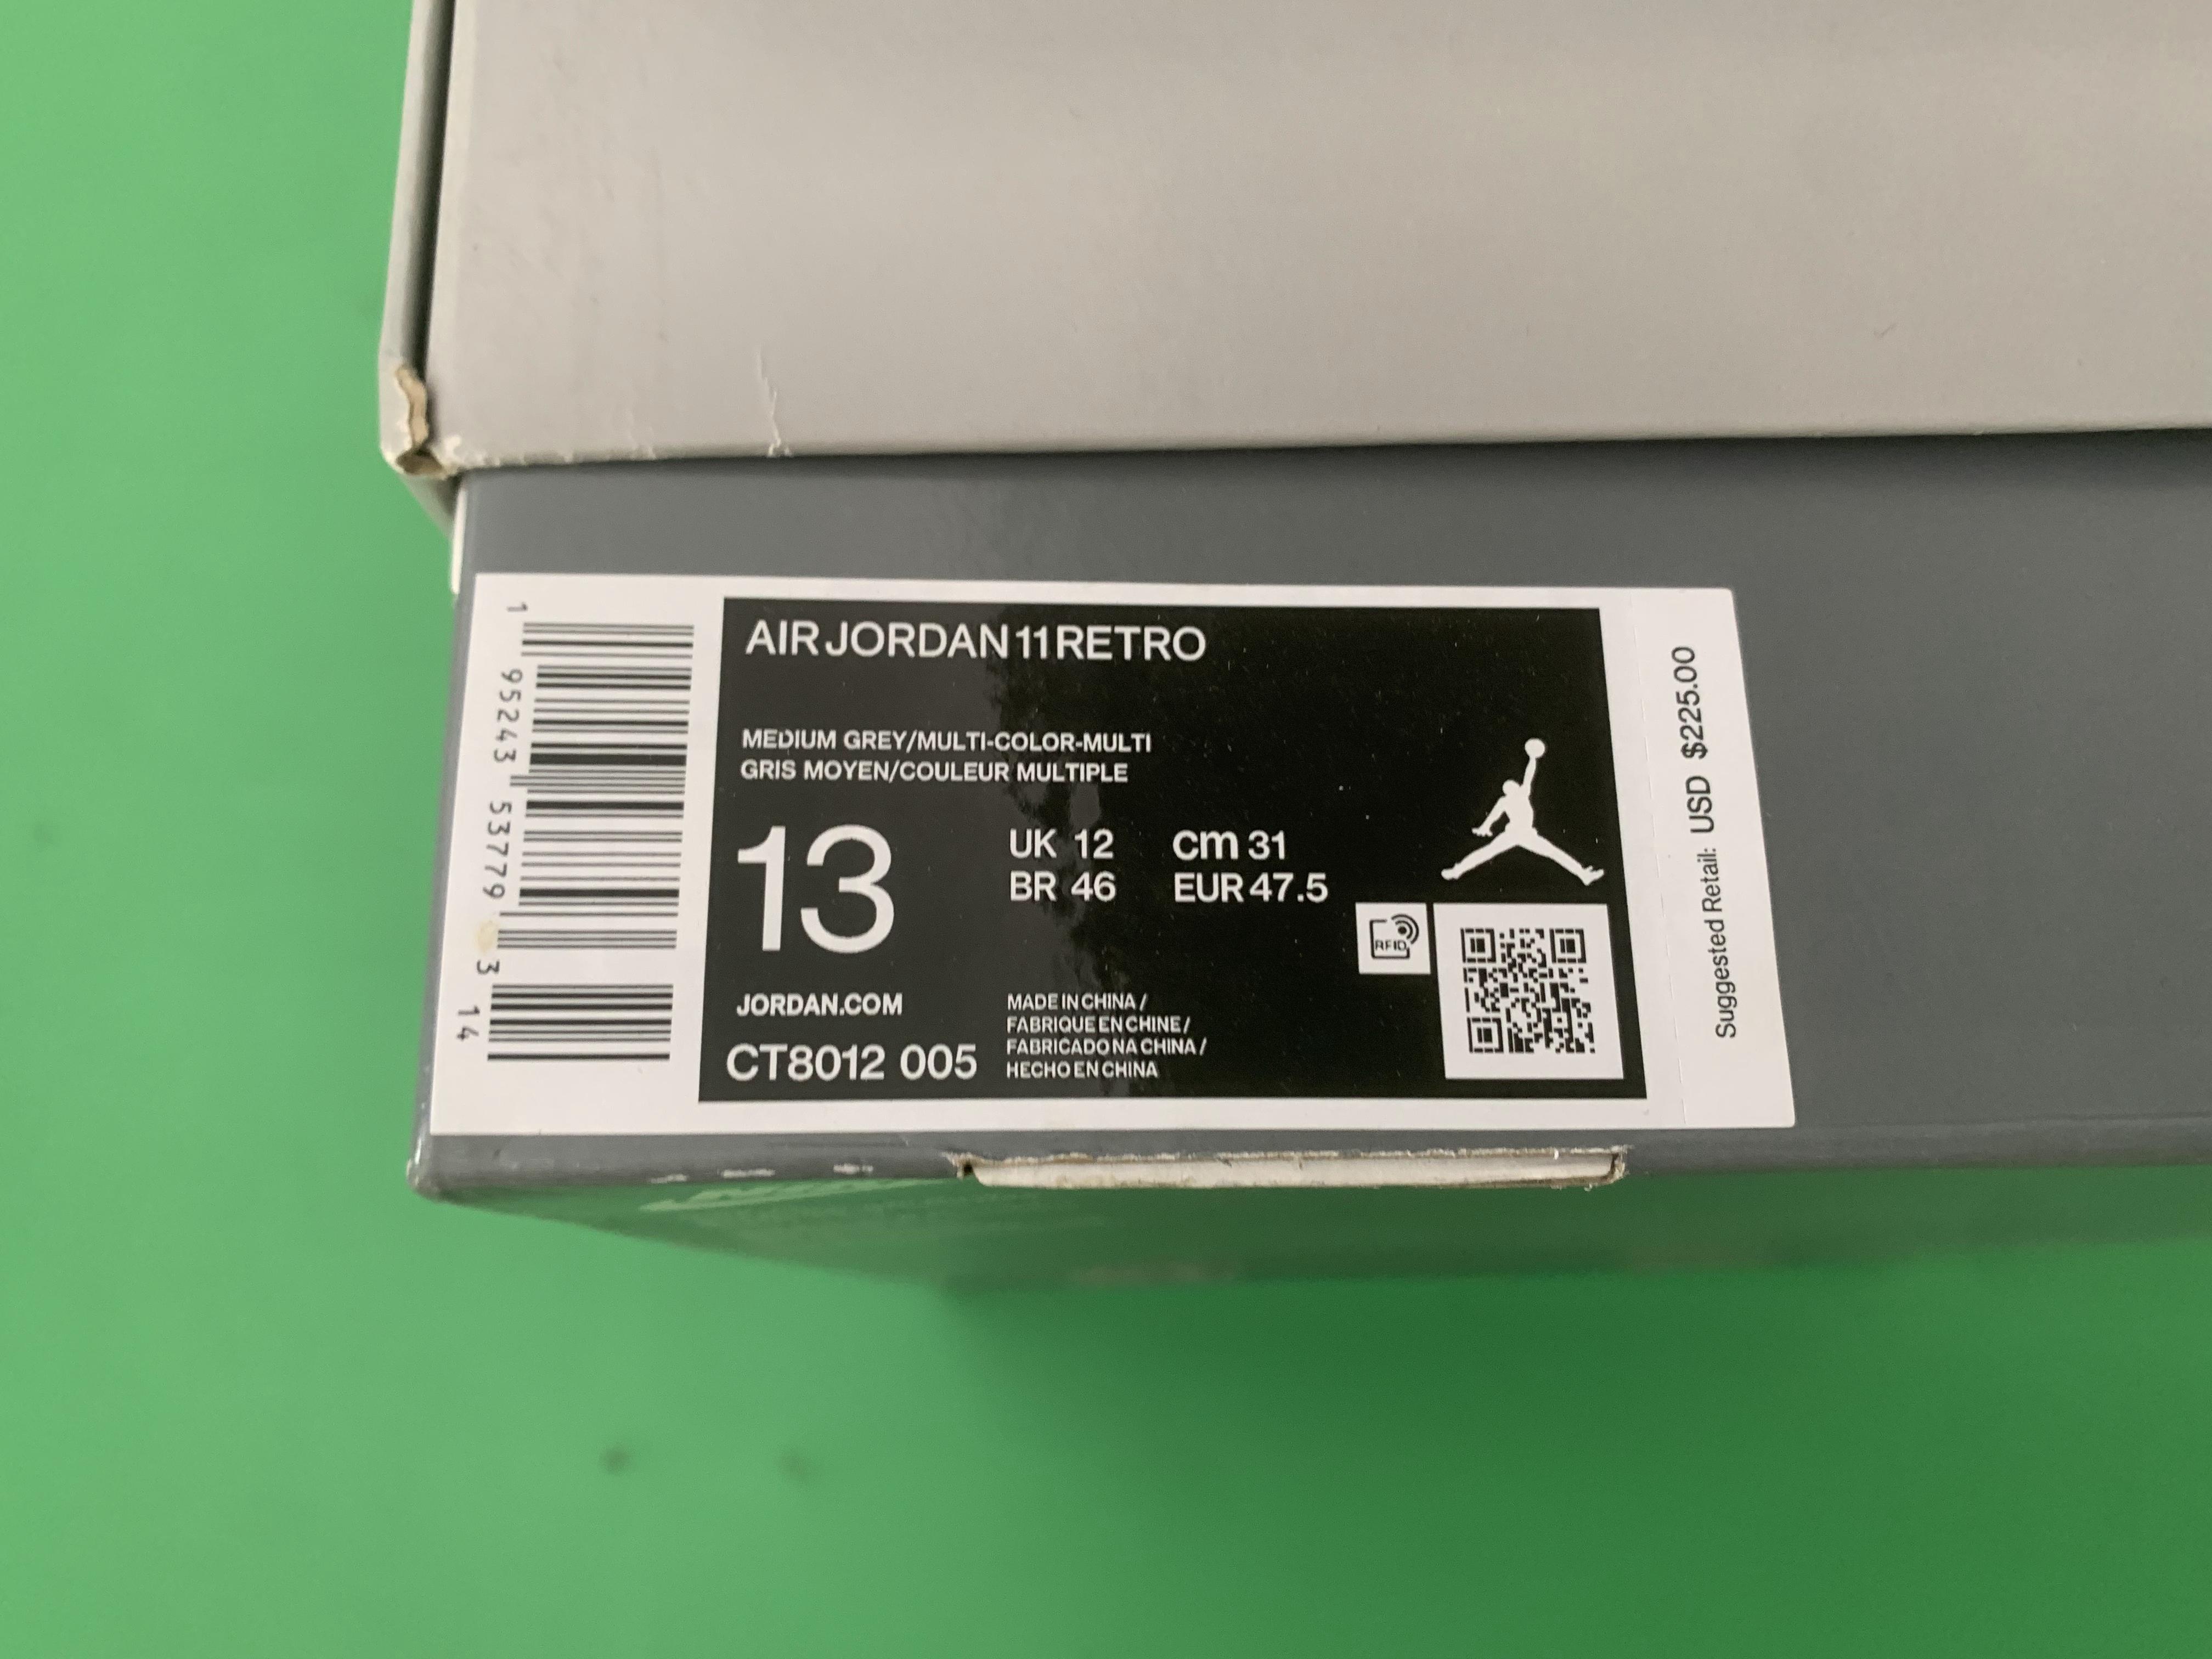 1 95243 53779 3 14
AIR JORDAN 11 RETRO
MEDIUM GREY/MULTI-COLOR-MULTI
GRIS MOYEN/COULEUR MULTIPLE
13
UK 12 cm 31
BR 46 EUR 47.5
RFID
JORDAN.COM
CT8012 005
MADE IN CHINA /
FABRIQUE EN CHINE /
FABRICADO NA CHINA /
HECHO EN CHINA
Suggested Retail: USD $225.00